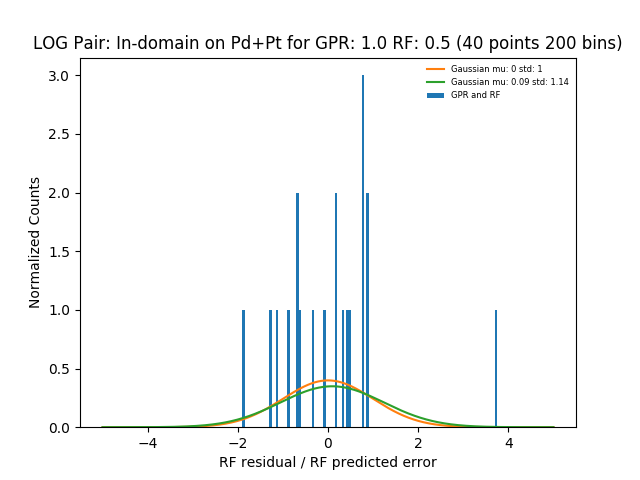 LOG Pair: In-domain on Pd+Pt for GPR: 1.0 RF: 0.5 (40 points 200 bins)
Gaussian mu: 0 std: 1
Gaussian mu: 0.09 std: 1.14
GPR and RF
Normalized Counts
3.0
2.5
2.0
1.5
1.0
0.5
0.0
−4 −2 0 2 4
RF residual / RF predicted error